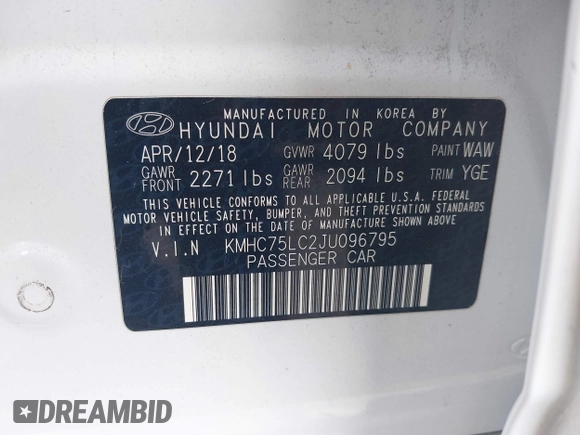 MANUFACTURED IN KOREA BY
HYUNDAI MOTOR COMPANY
APR/12/18 GVWR 4079 lbs PAINT WAW
GAWR FRONT 2271 lbs GAWR REAR 2094 lbs TRIM YGE
THIS VEHICLE CONFORMS TO ALL APPLICABLE U.S.A. FEDERAL
MOTOR VEHICLE SAFETY, BUMPER, AND THEFT PREVENTION STANDARDS
IN EFFECT ON THE DATE OF MANUFACTURE SHOWN ABOVE
V.I.N KMHC75LC2JU096795
PASSENGER CAR
#DREAMBID